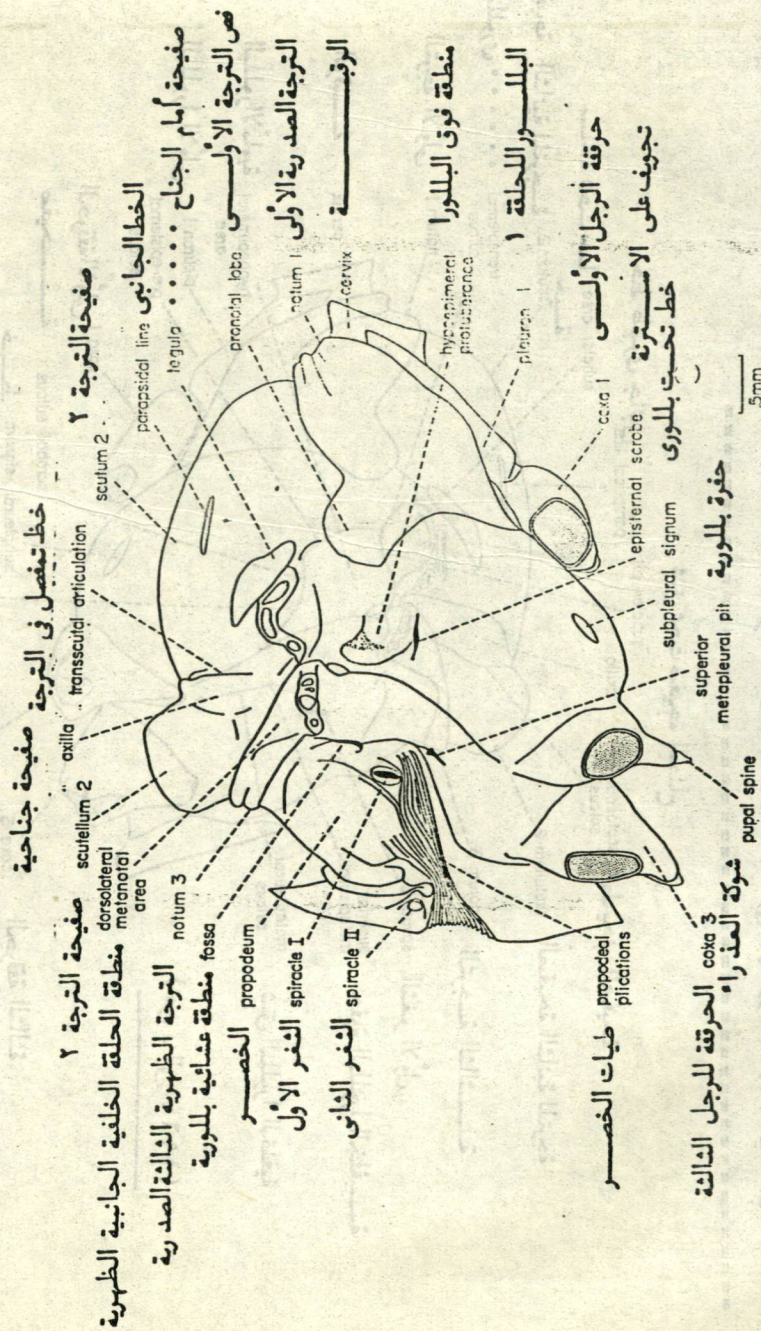 صفيحة الترجة ٢
صفيحة جناحية
خط تمفصل فى الترجة
صفيحة الترجة ٢
الخط الجانبى
صفيحة أمام الجناح
فص الترجة الأولى
الترجة الصدرية الأولى
الرقبة
منطقة فوق البللورا
البللور اللحلقة ١
حرقفة الرجل الأولى
تجويف على الاسترنة
خط تحت بللورى
حفرة بللورية
منطقة الحلقة الخلفية الجانبية الظهرية
الترجة الظهرية الثالثة الصدرية
منطقة غشائية بللورية
الخصر
الثغر الأول
الثغر الثانى
طيات الخصر
الحرقفة للرجل الثالثة
شوكة العذراء
scutellum 2
axilla
transscutal articulation
scutum 2
parapsidal line
tegula
pronotal lobe
notum 1
cervix
hypoepimeral
protuberance
pleuron 1
coxa 1
episternal scrobe
subpleural signum
superior
metapleural pit
pupal spine
coxa 3
dorsolateral
metanotal
area
notum 3
fossa
propodeum
spiracle I
spiracle II
propodeal
plications
.5mm